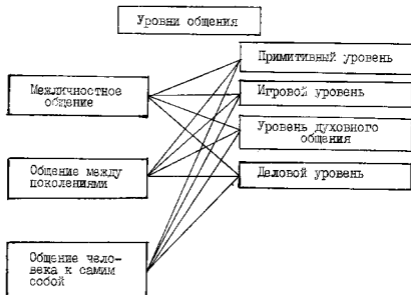 Уровни общения
Примитивный уровень
Межличностное
общение
Игровой уровень
Уровень духовного
общения
Общение между
поколениями
Деловой уровень
Общение чело-
века к самим
собой